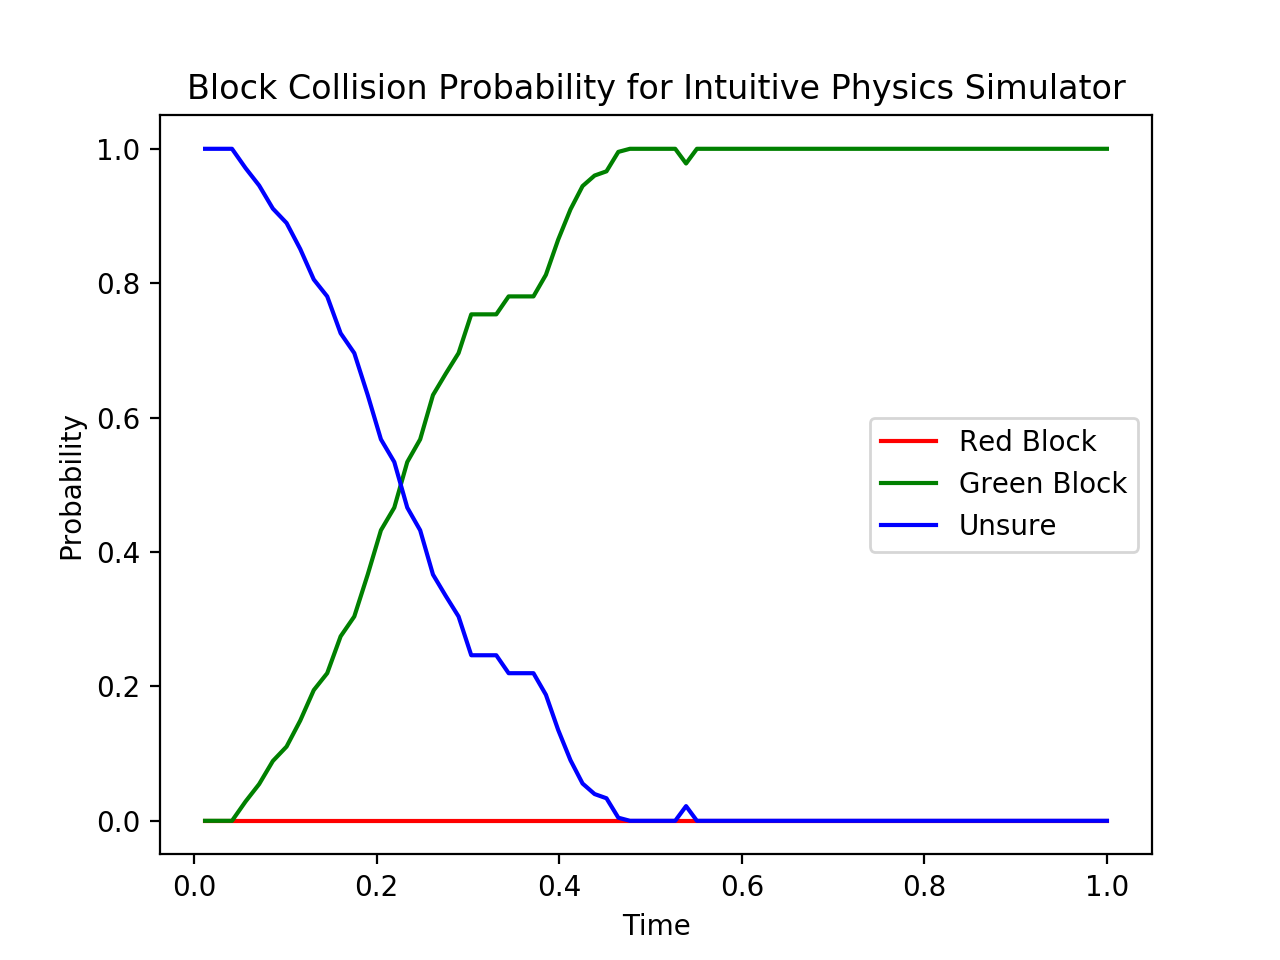 Block Collision Probability for Intuitive Physics Simulator
1.0
0.8
0.6
0.4
0.2
0.0
Probability
Red Block
Green Block
Unsure
0.0 0.2 0.4 0.6 0.8 1.0
Time